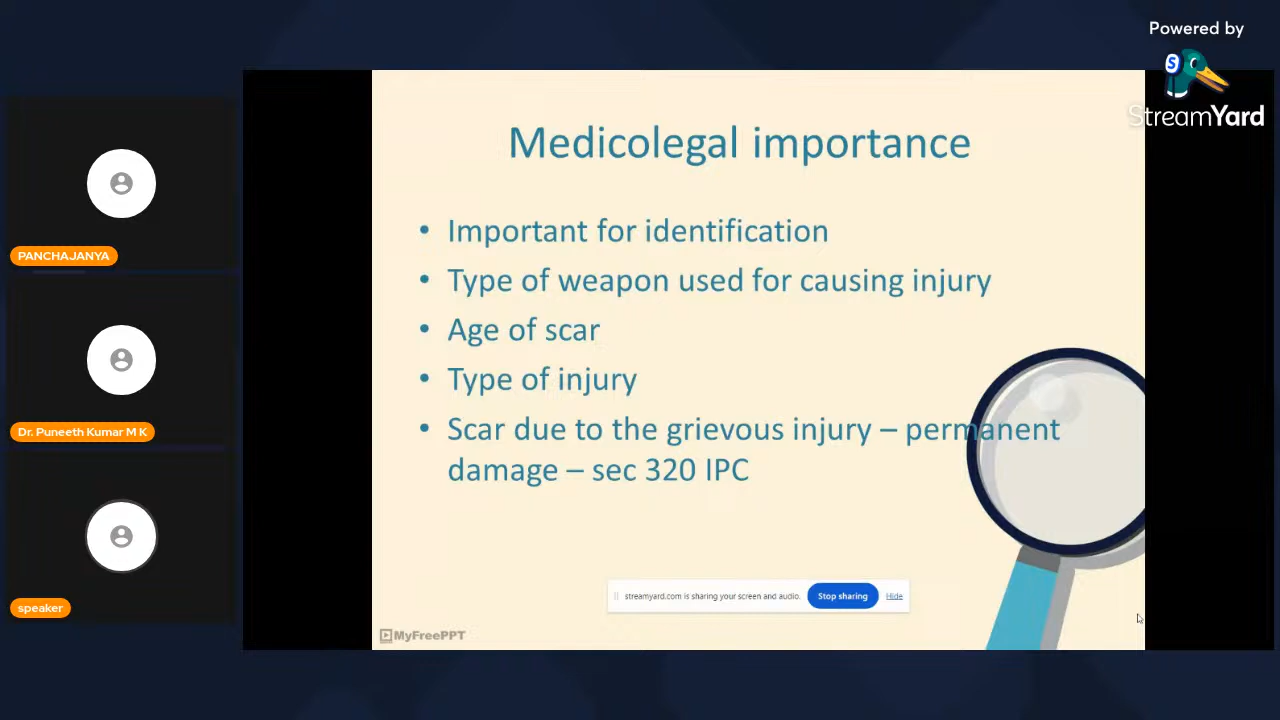 Powered by
S
StreamYard
PANCHAJANYA
Dr. Puneeth Kumar M K
speaker
Medicolegal importance
• Important for identification
• Type of weapon used for causing injury
• Age of scar
• Type of injury
• Scar due to the grievous injury – permanent
damage – sec 320 IPC
streamyard.com is sharing your screen and audio.
Stop sharing
Hide
MyFreePPT